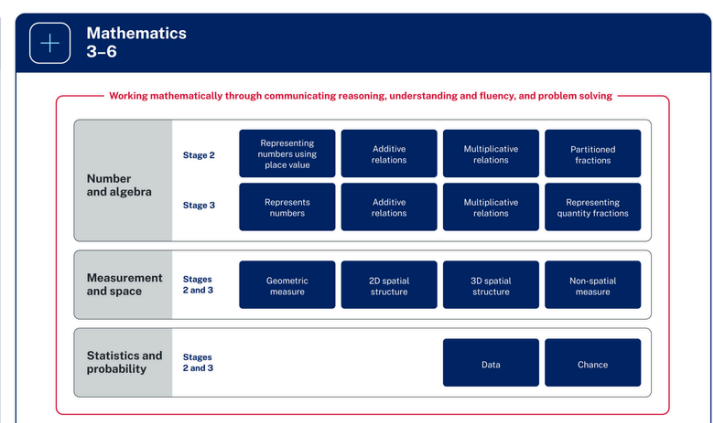 Mathematics
3–6
Working mathematically through communicating reasoning, understanding and fluency, and problem solving
Number
and algebra
Stage 2
Representing
numbers using
place value
Additive
relations
Multiplicative
relations
Partitioned
fractions
Stage 3
Represents
numbers
Additive
relations
Multiplicative
relations
Representing
quantity fractions
Measurement
and space
Stages
2 and 3
Geometric
measure
2D spatial
structure
3D spatial
structure
Non-spatial
measure
Statistics and
probability
Stages
2 and 3
Data
Chance